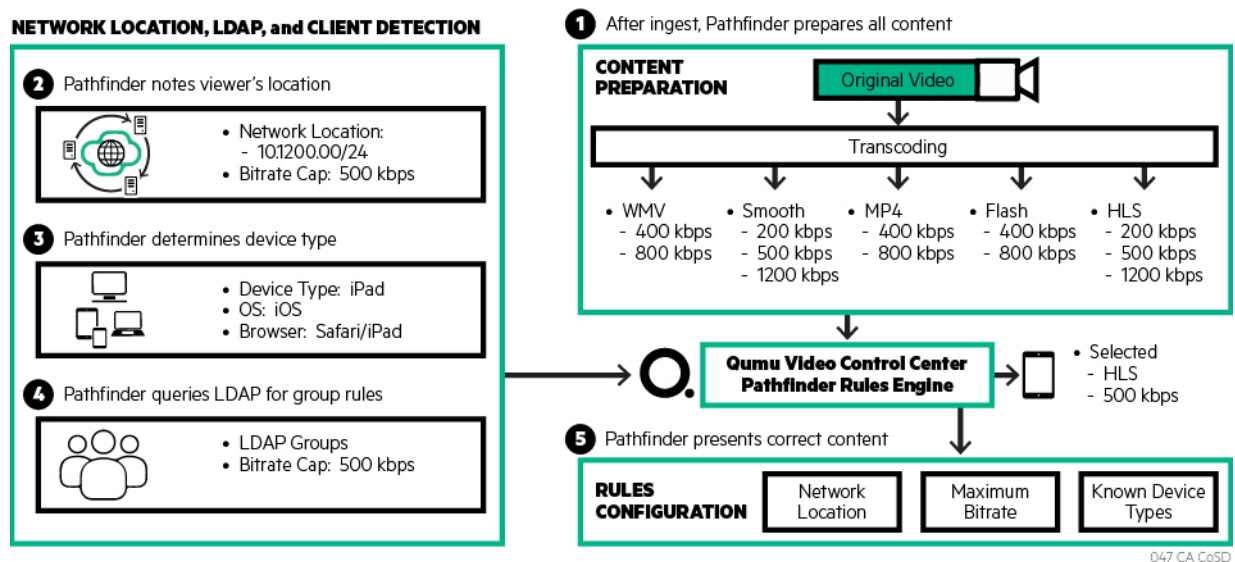 NETWORK LOCATION, LDAP, and CLIENT DETECTION
2 Pathfinder notes viewer's location
• Network Location:
- 10.1200.00/24
• Bitrate Cap: 500 kbps
3 Pathfinder determines device type
• Device Type: iPad
• OS: iOS
• Browser: Safari/iPad
4 Pathfinder queries LDAP for group rules
• LDAP Groups
• Bitrate Cap: 500 kbps
1 After ingest, Pathfinder prepares all content
CONTENT
PREPARATION
Original Video
Transcoding
• WMV
- 400 kbps
- 800 kbps
• Smooth
- 200 kbps
- 500 kbps
- 1200 kbps
• MP4
- 400 kbps
- 800 kbps
• Flash
- 400 kbps
- 800 kbps
• HLS
- 200 kbps
- 500 kbps
- 1200 kbps
Q.
Qumu Video Control Center
Pathfinder Rules Engine
• Selected
- HLS
- 500 kbps
5 Pathfinder presents correct content
RULES
CONFIGURATION
Network
Location
Maximum
Bitrate
Known Device
Types
047 CA CoSD